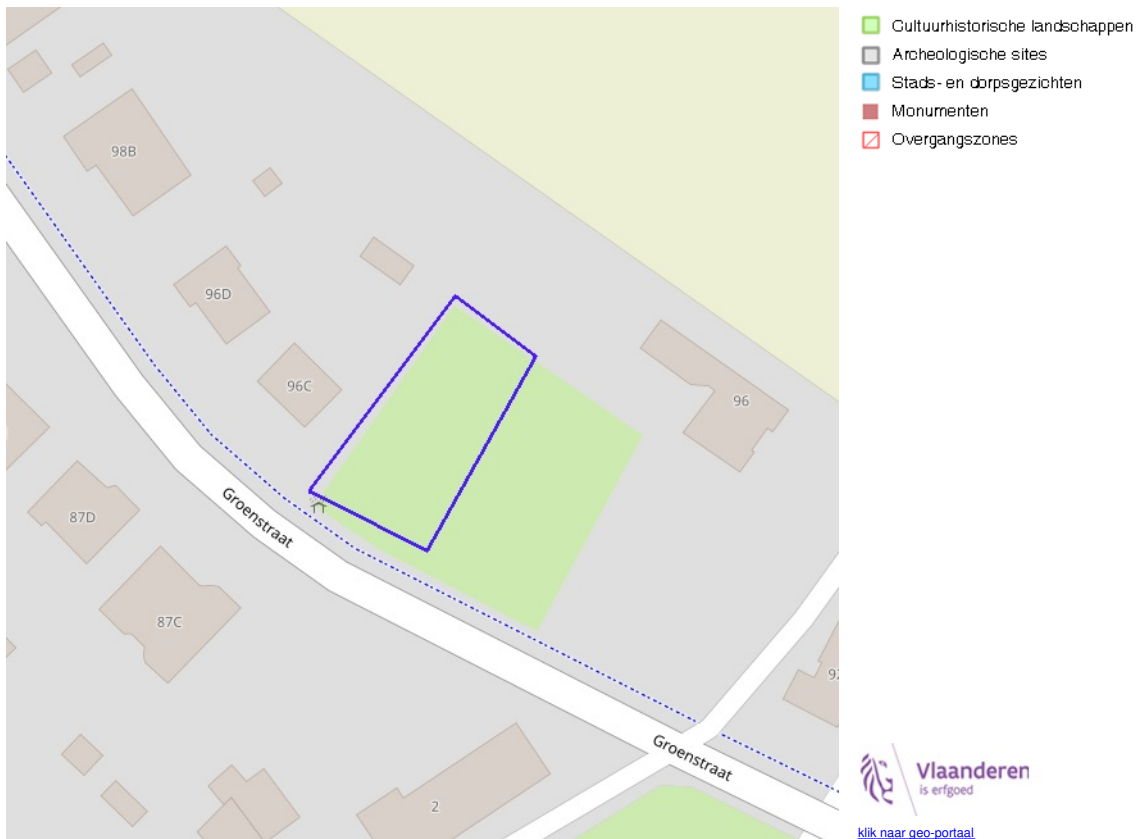 Cultuurhistorische landschappen
Archeologische sites
Stads- en dorpsgezichten
Monumenten
Overgangszones
98B
96D
96C
96
87D
Groenstraat
87C
Groenstraat
2
Vlaanderen
is erfgoed
klik naar geo-portaal